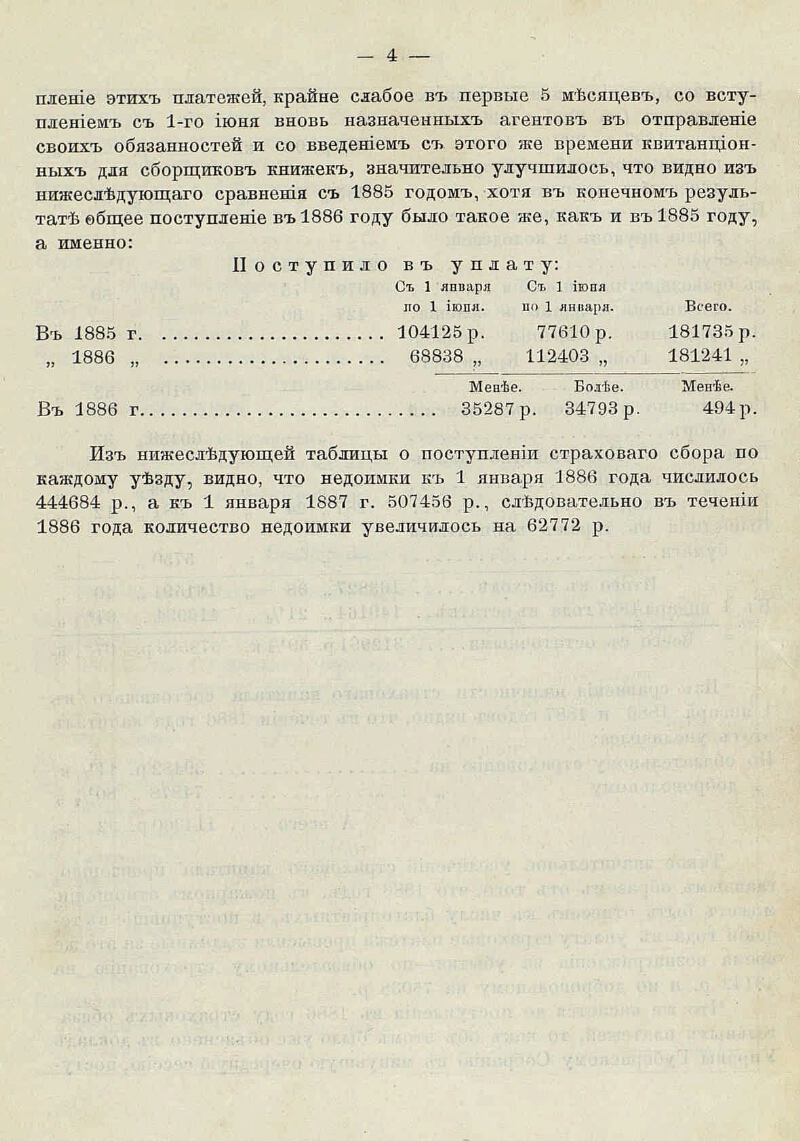 — 4 —
пленіе этихъ платежей, крайне слабое въ первые 5 мѣсяцевъ, со всту-
пленіемъ съ 1-го іюня вновь назначенныхъ агентовъ въ отправленіе
своихъ обязанностей и со введеніемъ съ этого же времени квитанціон-
ныхъ для сборщиковъ книжекъ, значительно улучшилось, что видно изъ
нижеслѣдующаго сравненія съ 1885 годомъ, хотя въ конечномъ резуль-
татѣ общее поступленіе въ 1886 году было такое же, какъ и въ 1885 году,
а именно:
Поступило въ уплату:
Съ 1 января Съ 1 іюня
по 1 іюня. по 1 января. Всего.
Въ 1885 г. ........................ 104125 р. 77610 р. 181735 р.
„ 1886 „ ........................ 68838 „ 112403 „ 181241 „
Менѣе. Болѣе. Менѣе.
Въ 1886 г................................ 35287 р. 34793 р. 494 р.
Изъ нижеслѣдующей таблицы о поступленіи страховаго сбора по
каждому уѣзду, видно, что недоимки къ 1 января 1886 года числилось
444684 р., а къ 1 января 1887 г. 507456 р., слѣдовательно въ теченіи
1886 года количество недоимки увеличилось на 62772 р.